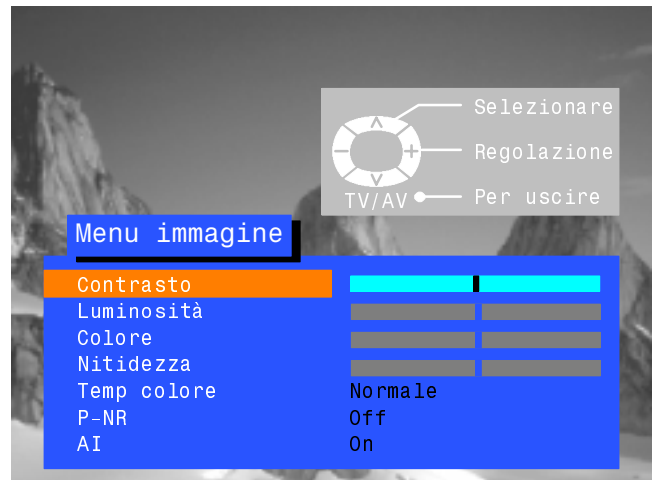 Selezionare
Regolazione
TV/AV Per uscire
Menu immagine
Contrasto
Luminosità
Colore
Nitidezza
Temp colore Normale
P-NR Off
AI On